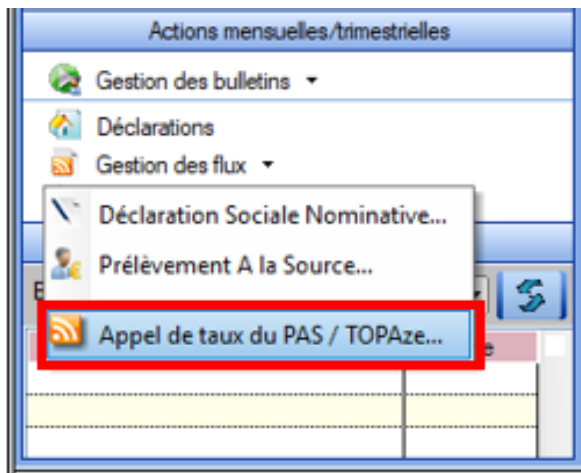 Actions mensuelles/trimestrielles
Gestion des bulletins
Déclarations
Gestion des flux
Déclaration Sociale Nominative...
Prélèvement A la Source...
Appel de taux du PAS / TOPAze...